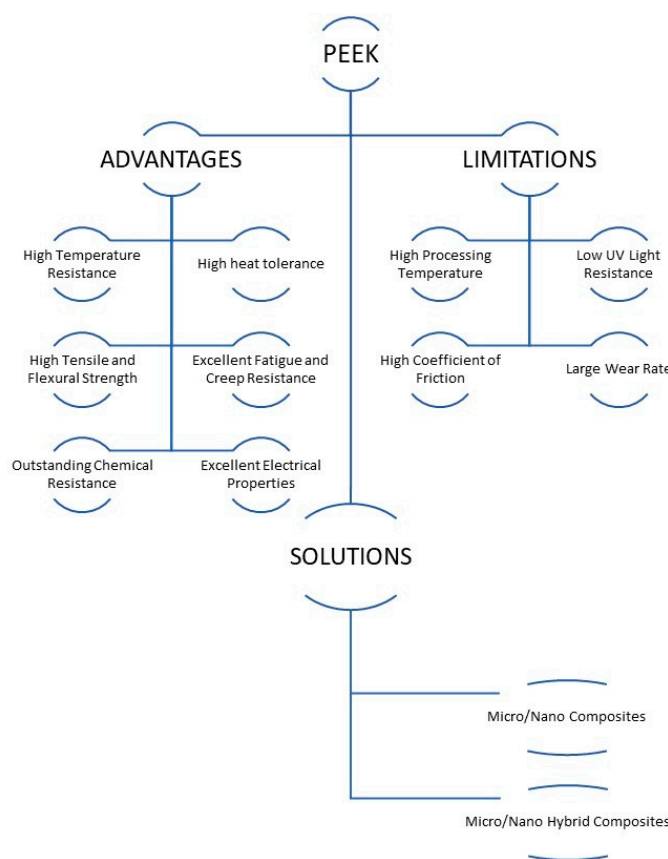 PEEK
ADVANTAGES
High Temperature
Resistance
High heat tolerance
High Tensile and
Flexural Strength
Excellent Fatigue and
Creep Resistance
Outstanding Chemical
Resistance
Excellent Electrical
Properties
LIMITATIONS
High Processing
Temperature
Low UV Light
Resistance
High Coefficient of
Friction
Large Wear Rate
SOLUTIONS
Micro/Nano Composites
Micro/Nano Hybrid Composites